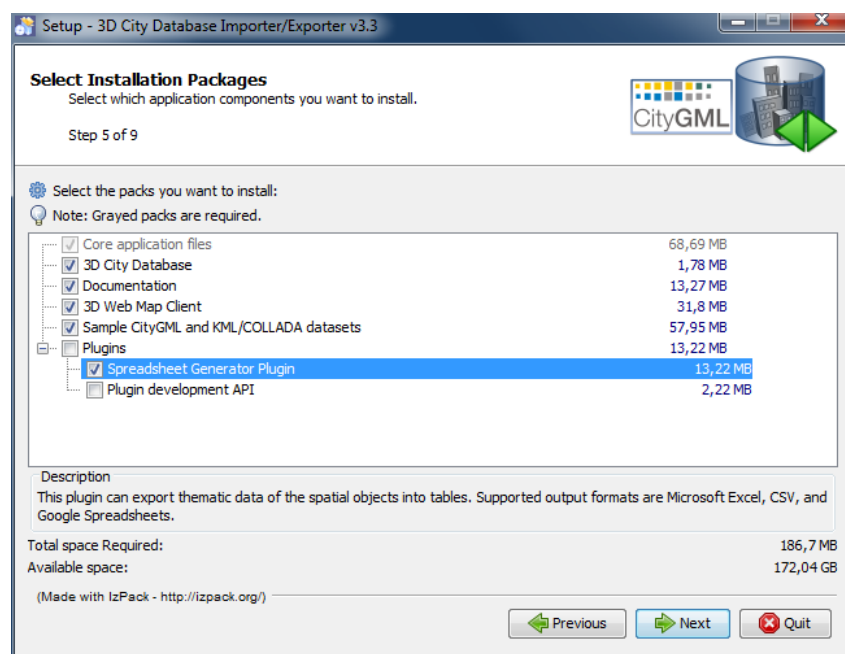 Setup - 3D City Database Importer/Exporter v3.3
Select Installation Packages
Select which application components you want to install.
Step 5 of 9
CityGML
Select the packs you want to install:
Note: Grayed packs are required.
Core application files 68,69 MB
3D City Database 1,78 MB
Documentation 13,27 MB
3D Web Map Client 31,8 MB
Sample CityGML and KML/COLLADA datasets 57,95 MB
Plugins 13,22 MB
Spreadsheet Generator Plugin 13,22 MB
Plugin development API 2,22 MB
Description
This plugin can export thematic data of the spatial objects into tables. Supported output formats are Microsoft Excel, CSV, and
Google Spreadsheets.
Total space Required: 186,7 MB
Available space: 172,04 GB
(Made with IzPack - http://izpack.org/)
Previous Next Quit